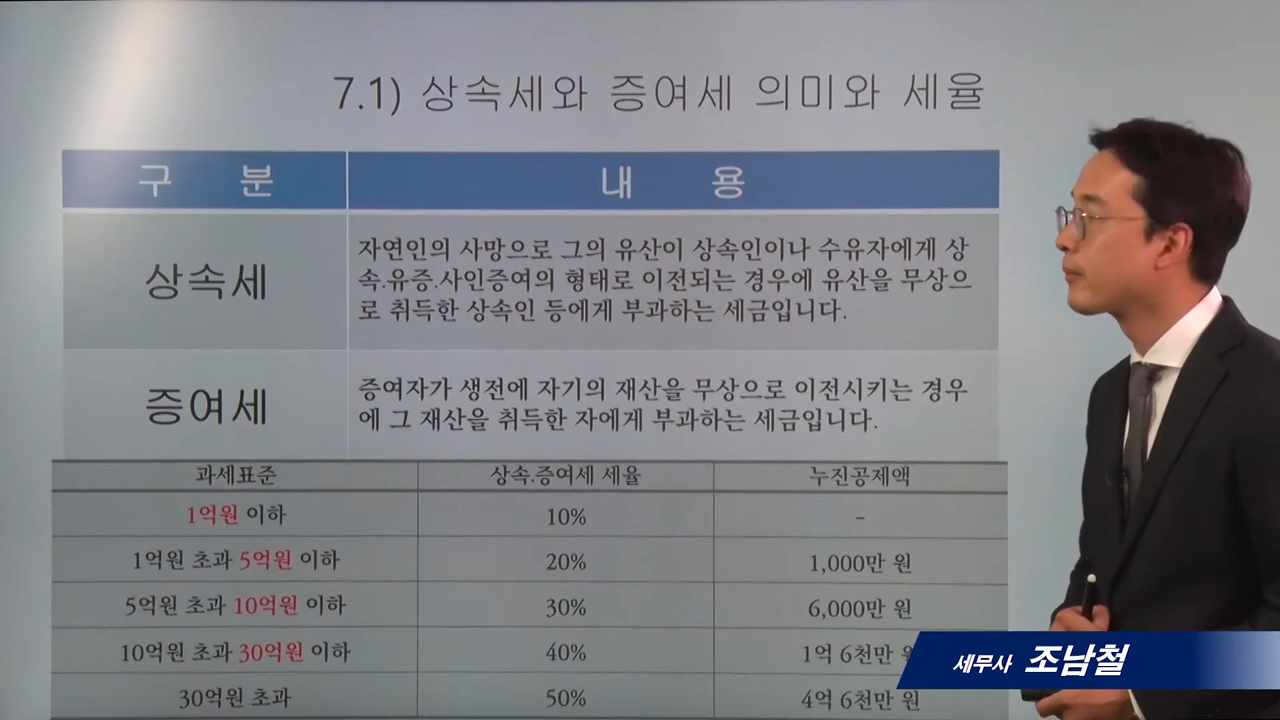 7.1) 상속세와 증여세 의미와 세율
구 분 내 용
상속세
자연인의 사망으로 그의 유산이 상속인이나 수유자에게 상
속.유증.사인증여의 형태로 이전되는 경우에 유산을 무상으
로 취득한 상속인 등에게 부과하는 세금입니다.
증여세
증여자가 생전에 자기의 재산을 무상으로 이전시키는 경우
에 그 재산을 취득한 자에게 부과하는 세금입니다.
과세표준 상속.증여세 세율 누진공제액
1억원 이하 10% -
1억원 초과 5억원 이하 20% 1,000만 원
5억원 초과 10억원 이하 30% 6,000만 원
10억원 초과 30억원 이하 40% 1억 6천만 원
30억원 초과 50% 4억 6천만 원
세무사 조남철